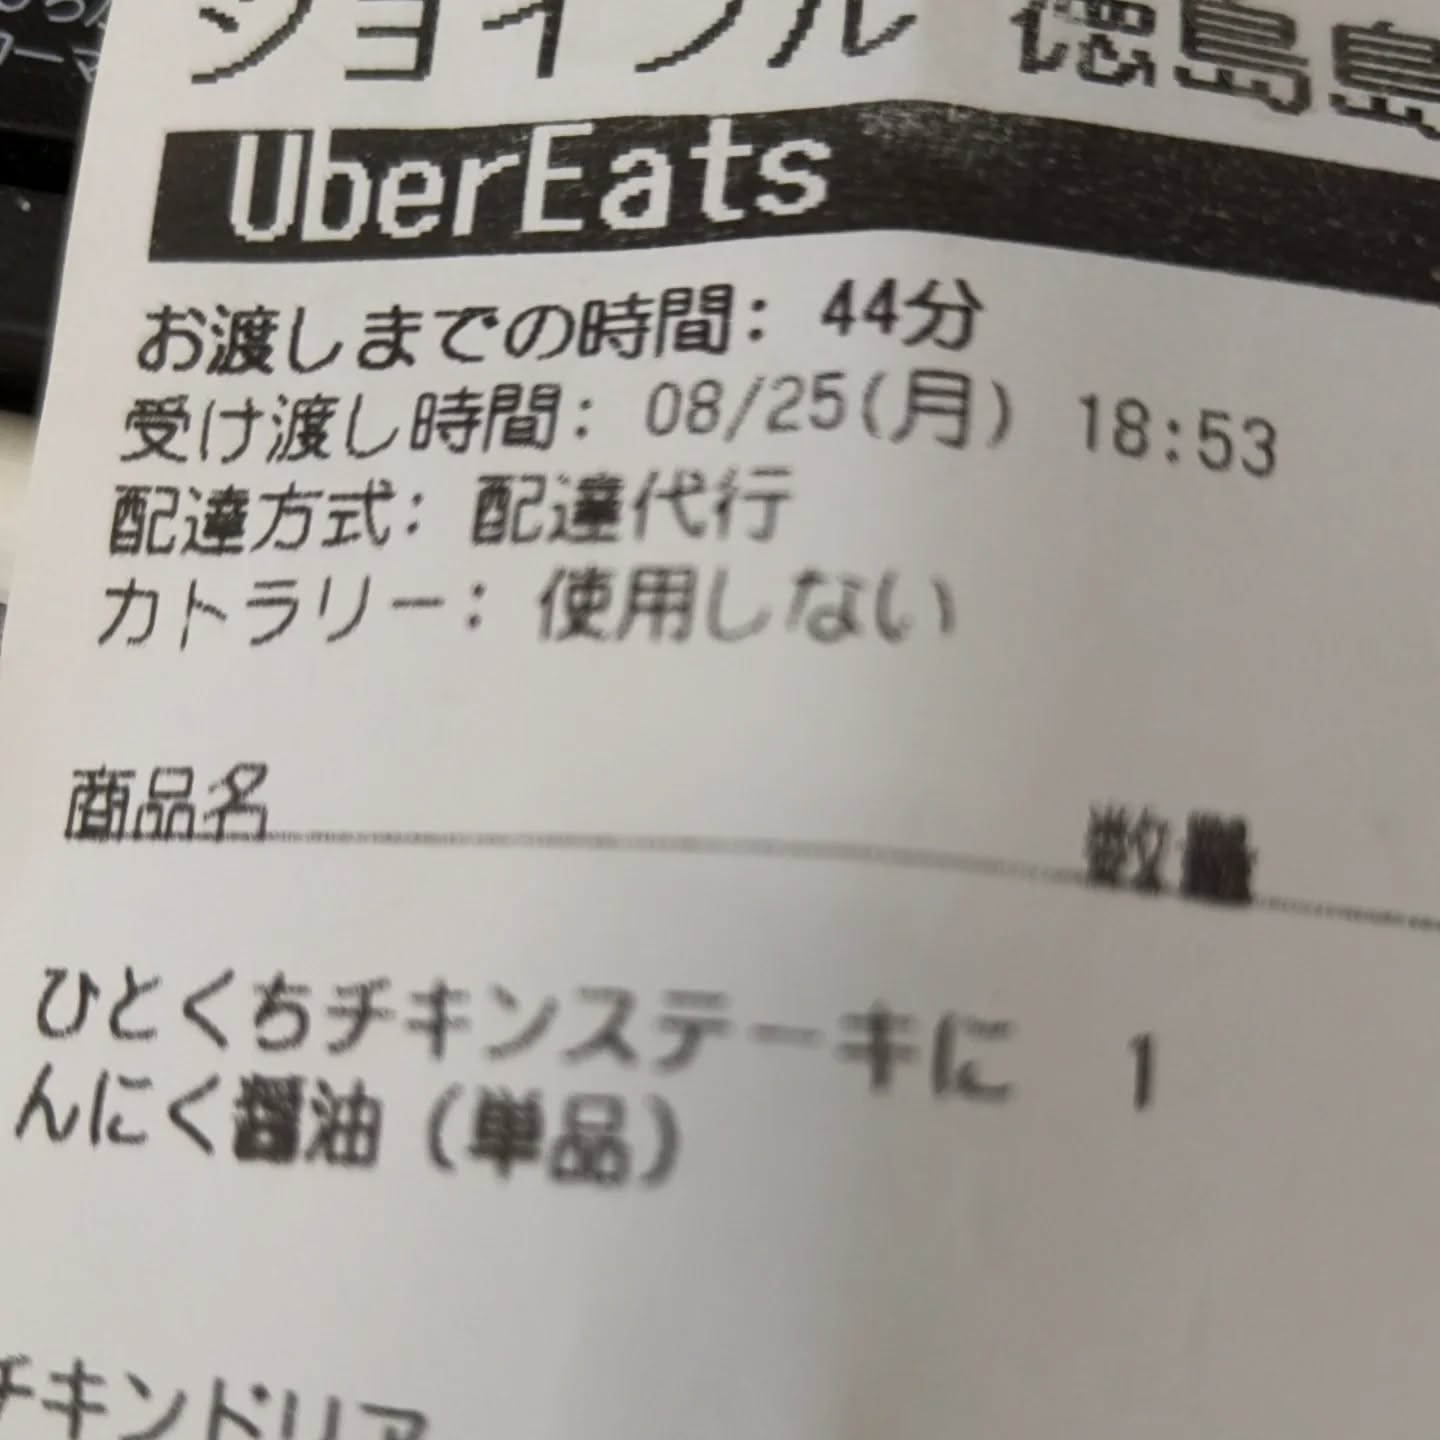 ジョイフル 徳島島
UberEats
お渡しまでの時間: 44分
受け渡し時間: 08/25(月) 18:53
配達方式: 配達代行
カトラリー: 使用しない
商品名 数量
ひとくちチキンステーキに 1
んにく醤油(単品)
チキンドリア